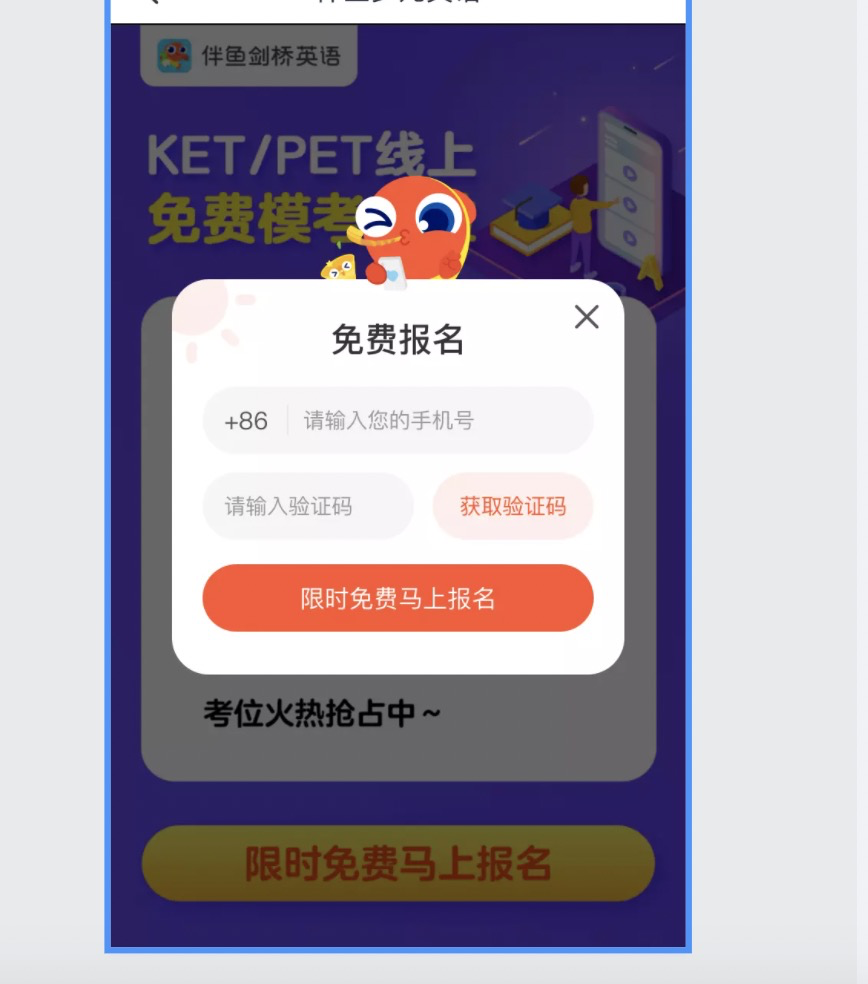 伴鱼剑桥英语
KET/PET线上
免费模考
免费报名
+86 请输入您的手机号
请输入验证码 获取验证码
限时免费马上报名
考位火热抢占中~
限时免费马上报名